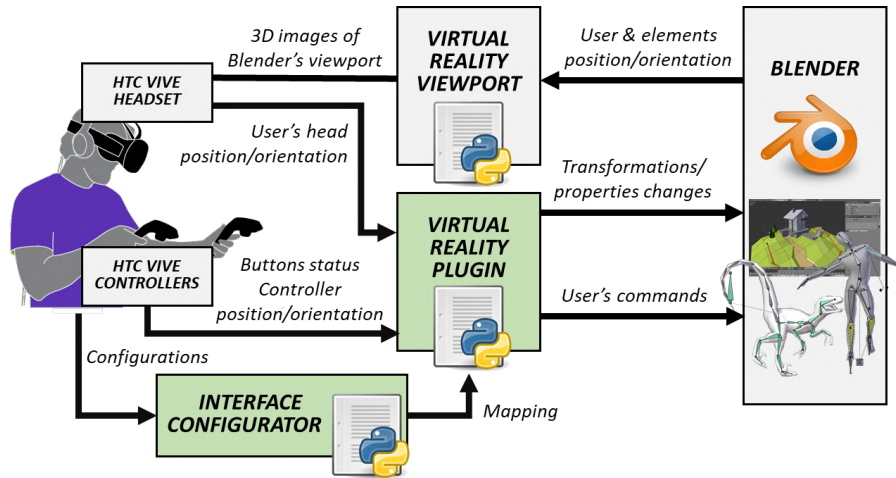 3D images of
Blender's viewport
VIRTUAL
REALITY
VIEWPORT
User & elements
position/orientation
BLENDER
HTC VIVE
HEADSET
User's head
position/orientation
Transformations/
properties changes
VIRTUAL
REALITY
PLUGIN
HTC VIVE
CONTROLLERS
Buttons status
Controller
position/orientation
User's commands
Configurations
INTERFACE
CONFIGURATOR
Mapping